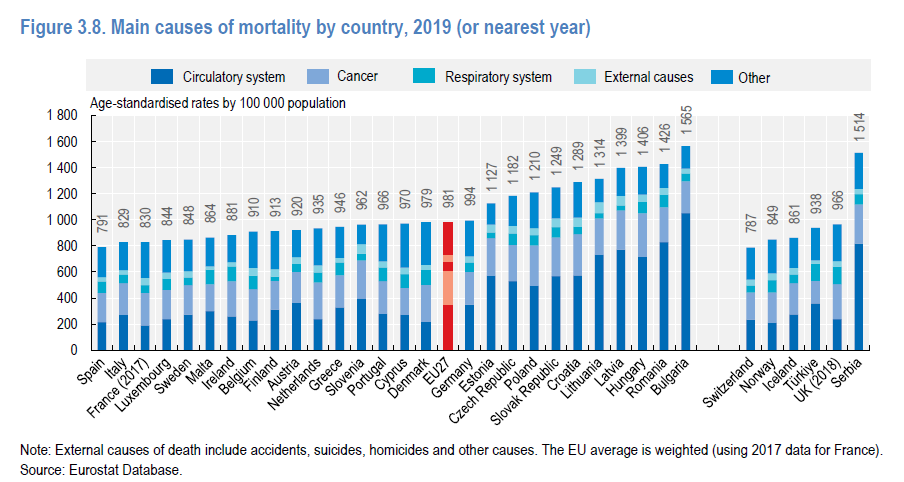 Figure 3.8. Main causes of mortality by country, 2019 (or nearest year)
Circulatory system Cancer Respiratory system External causes Other
Age-standardised rates by 100 000 population
1 800
1 600
1 400
1 200
1 000
800
600
400
200
0
791 829 830 844 848 864 881 910 913 920 935 946 962 966 970 979 981 994 1 127 1 182 1 210 1 249 1 289 1 314 1 399 1 406 1 426 1 565 787 849 861 938 966 1 514
Spain
Italy
France (2017)
Luxembourg
Sweden
Malta
Ireland
Belgium
Finland
Austria
Netherlands
Greece
Slovenia
Portugal
Cyprus
Denmark
EU27
Germany
Estonia
Czech Republic
Poland
Slovak Republic
Croatia
Lithuania
Latvia
Hungary
Romania
Bulgaria
Switzerland
Norway
Iceland
Türkiye
UK (2018)
Serbia
Note: External causes of death include accidents, suicides, homicides and other causes. The EU average is weighted (using 2017 data for France).
Source: Eurostat Database.